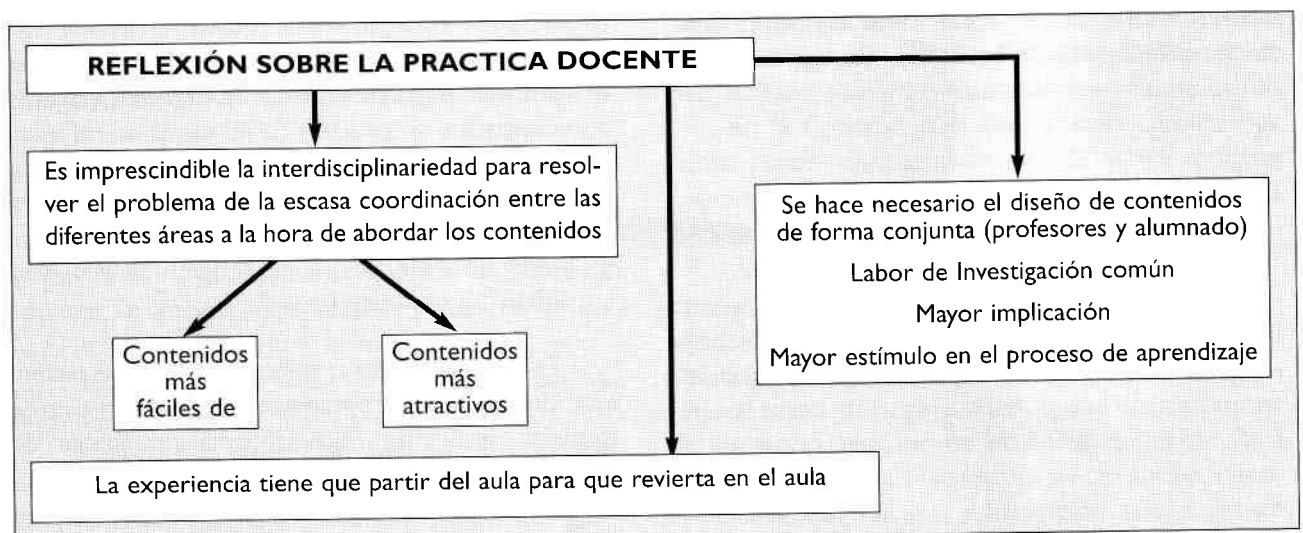 REFLEXIÓN SOBRE LA PRACTICA DOCENTE
Es imprescindible la interdisciplinariedad para resol-
ver el problema de la escasa coordinación entre las
diferentes áreas a la hora de abordar los contenidos
Contenidos
más
fáciles de
Contenidos
más
atractivos
La experiencia tiene que partir del aula para que revierta en el aula
Se hace necesario el diseño de contenidos
de forma conjunta (profesores y alumnado)
Labor de Investigación común
Mayor implicación
Mayor estímulo en el proceso de aprendizaje